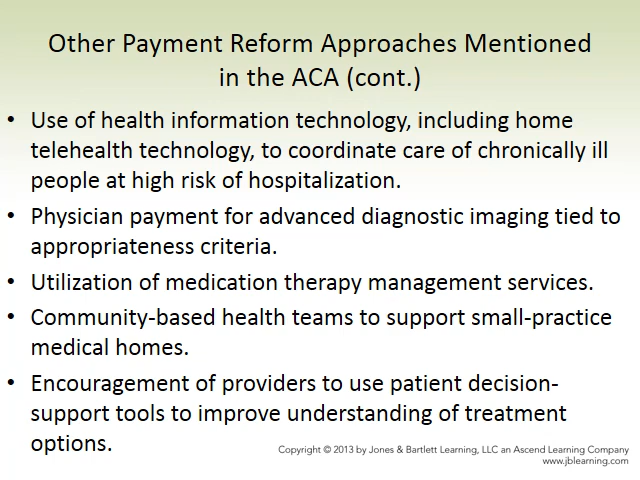 Other Payment Reform Approaches Mentioned
in the ACA (cont.)
• Use of health information technology, including home
telehealth technology, to coordinate care of chronically ill
people at high risk of hospitalization.
• Physician payment for advanced diagnostic imaging tied to
appropriateness criteria.
• Utilization of medication therapy management services.
• Community-based health teams to support small-practice
medical homes.
• Encouragement of providers to use patient decision-
support tools to improve understanding of treatment
options.
Copyright © 2013 by Jones & Bartlett Learning, LLC an Ascend Learning Company
www.jblearning.com